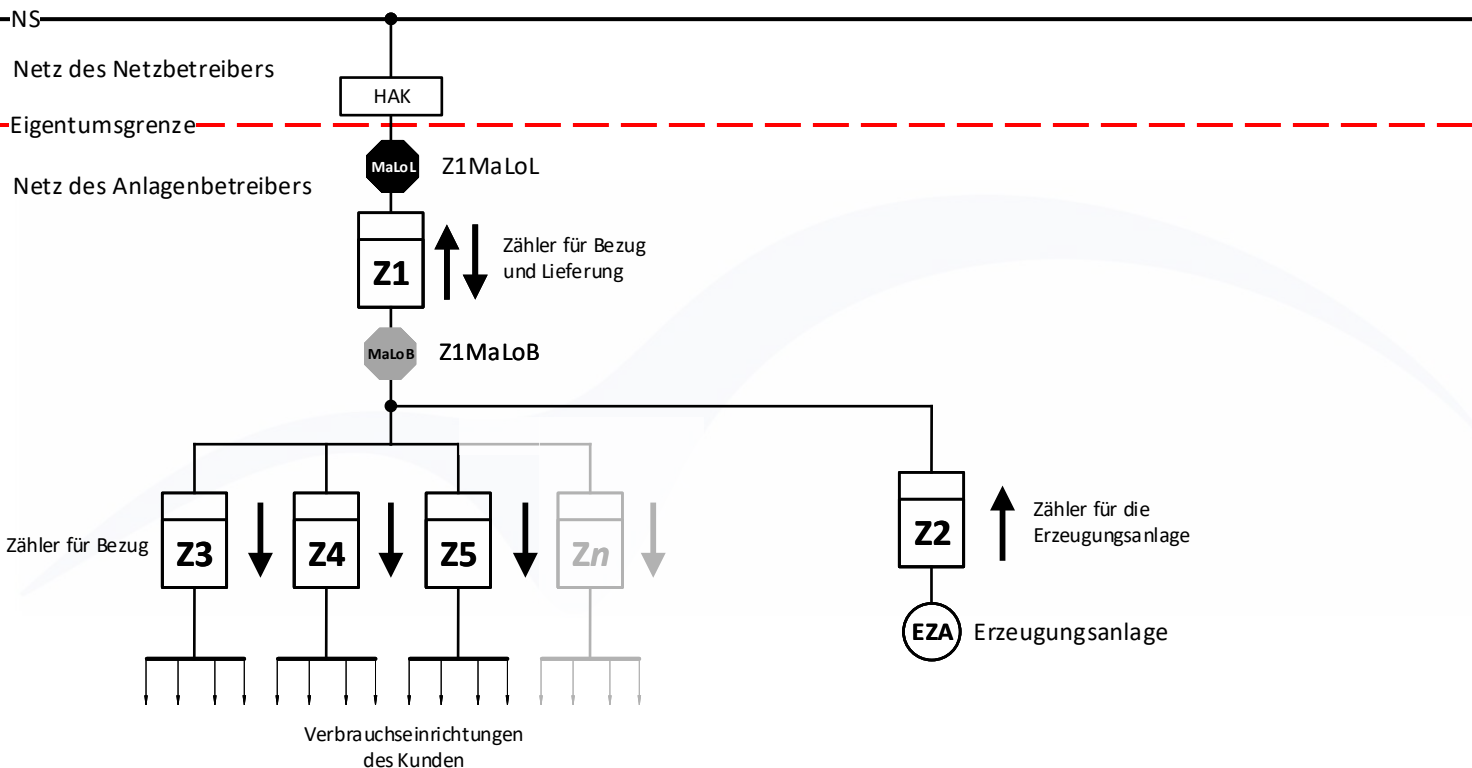 NS
Netz des Netzbetreibers
HAK
Eigentumsgrenze
MaLoL
Z1MaLoL
Netz des Anlagenbetreibers
Z1
Zähler für Bezug
und Lieferung
MaLoB
Z1MaLoB
Zähler für Bezug
Z3
Z4
Z5
Zn
Z2
Zähler für die
Erzeugungsanlage
EZA
Erzeugungsanlage
Verbrauchseinrichtungen
des Kunden